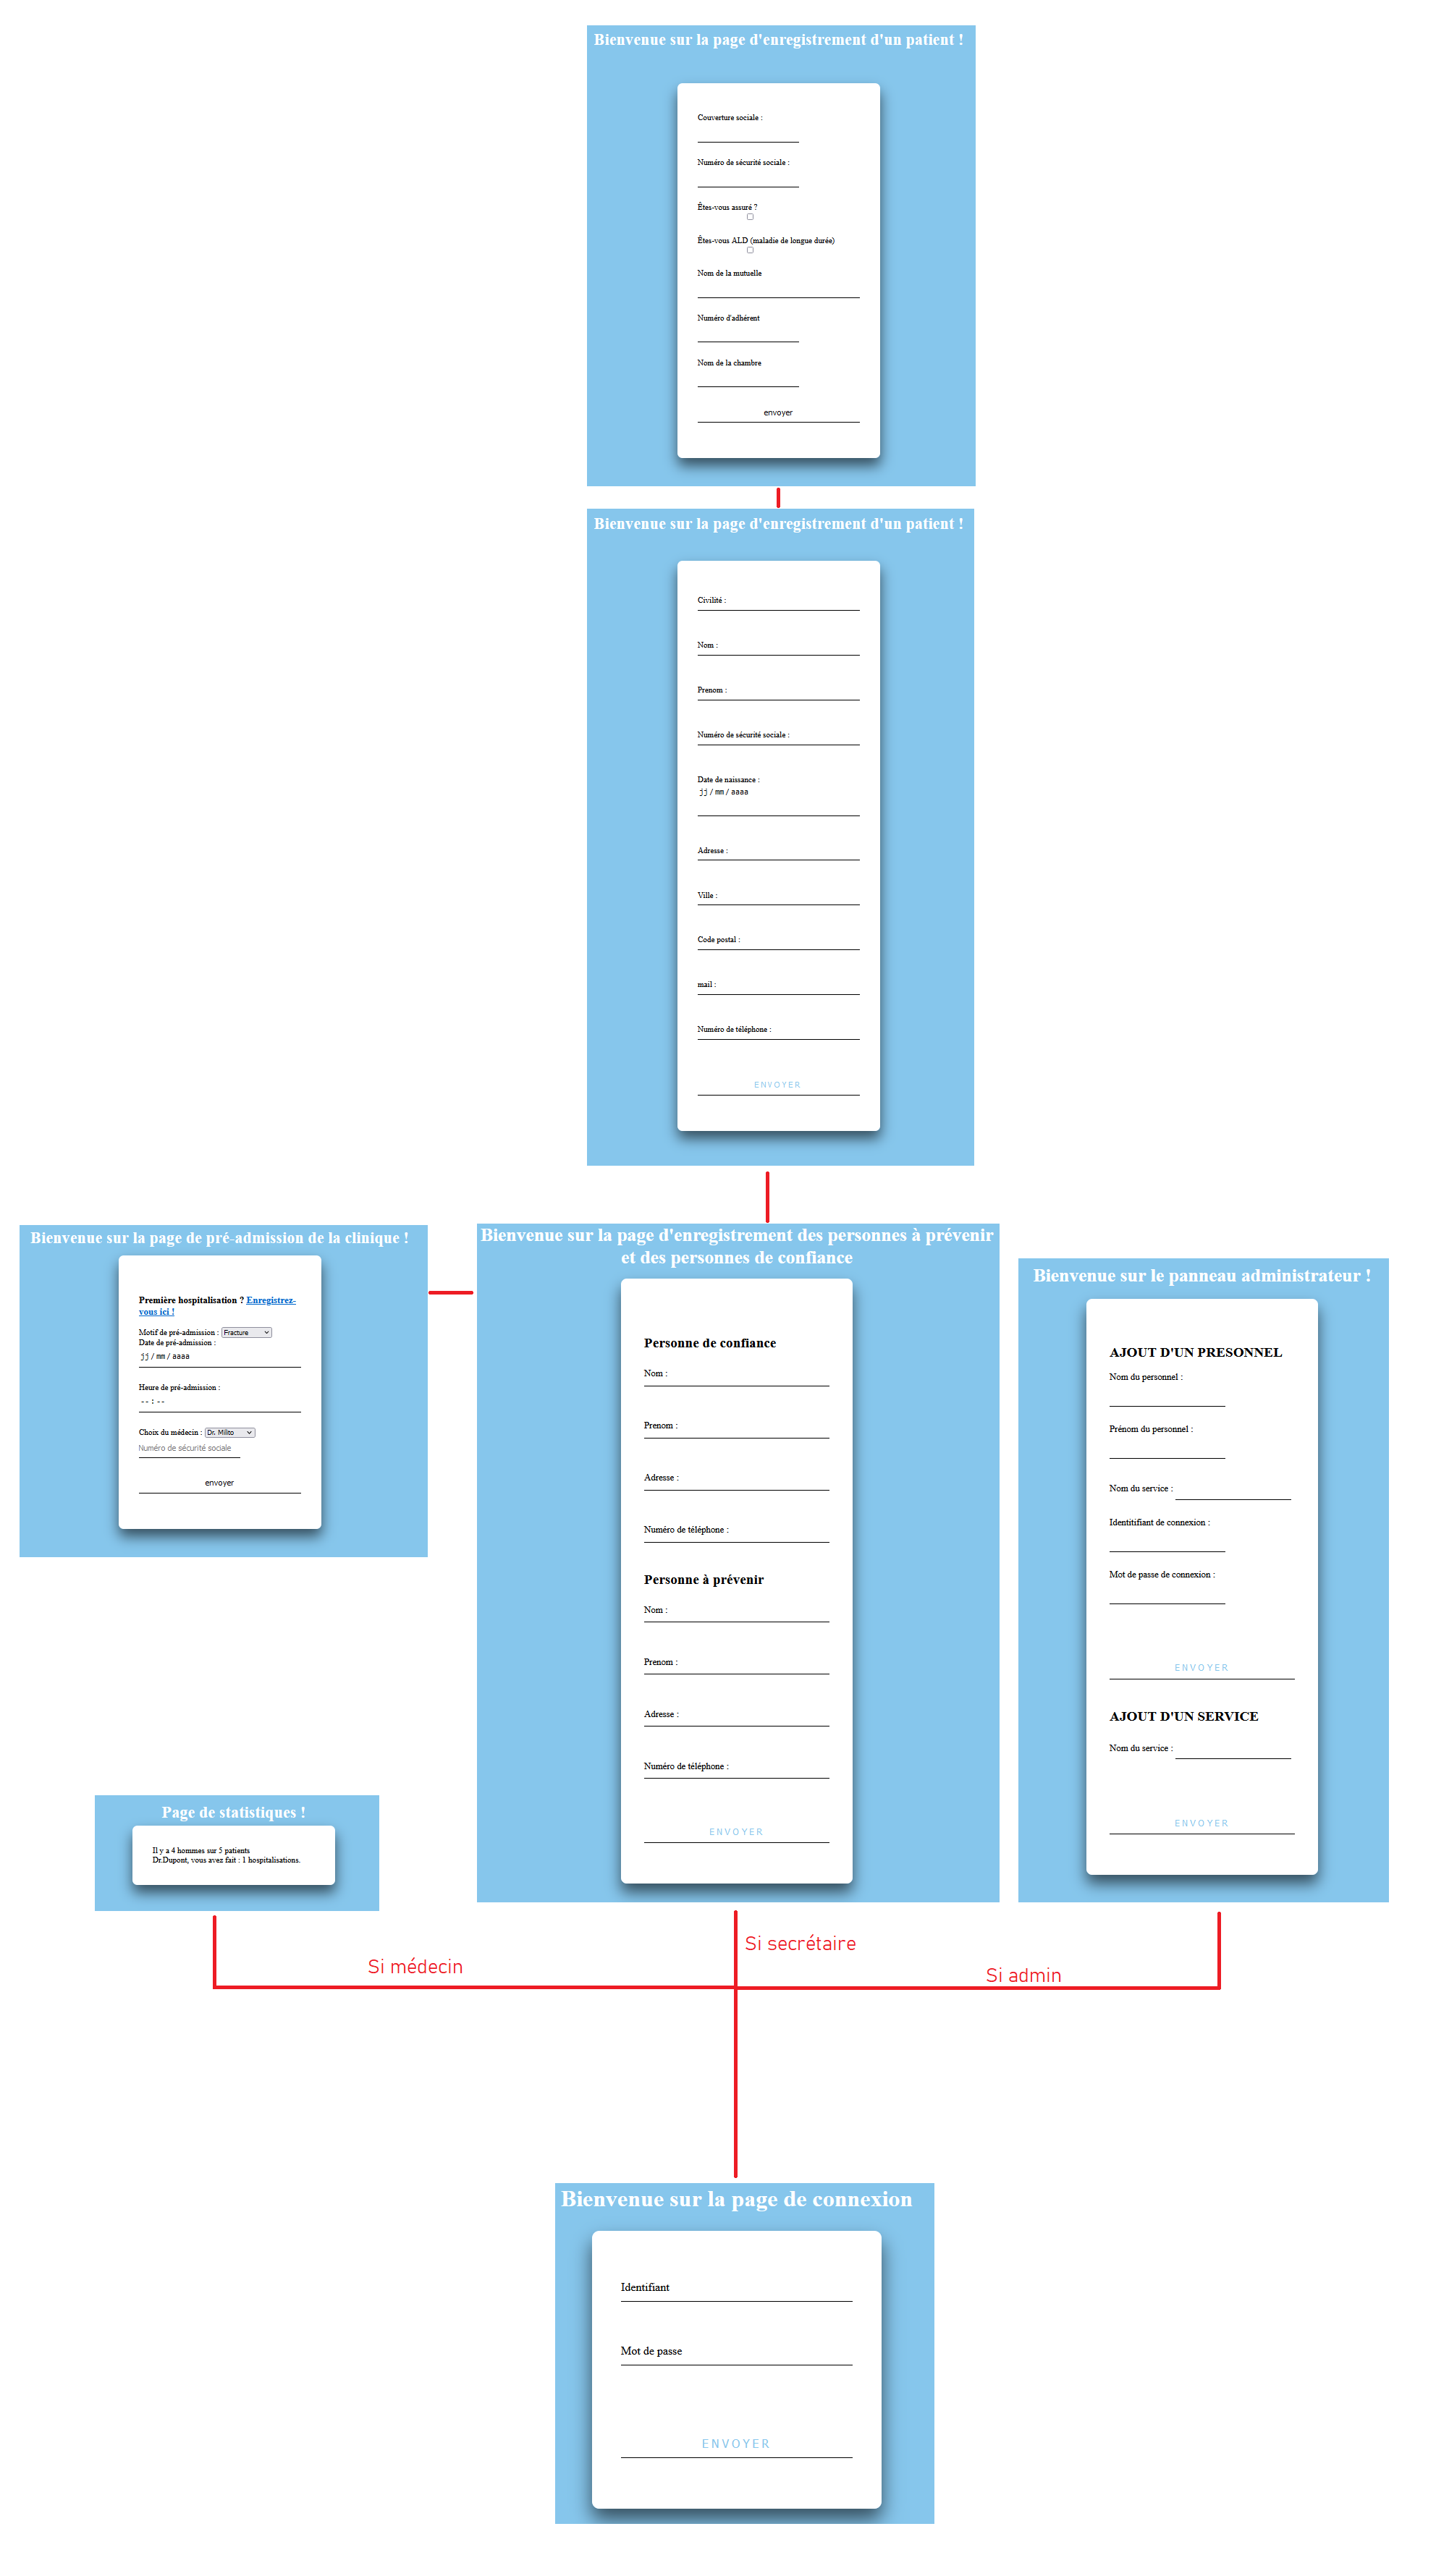 Bienvenue sur la page d'enregistrement d'un patient !
Couverture sociale :
Numéro de sécurité sociale :
Êtes-vous assuré ?
Êtes-vous ALD (maladie de longue durée)
Nom de la mutuelle
Numéro d'adhérent
Nom de la chambre
envoyer
Bienvenue sur la page d'enregistrement d'un patient !
Civilité :
Nom :
Prenom :
Numéro de sécurité sociale :
Date de naissance :
jj / mm / aaaa
Adresse :
Ville :
Code postal :
mail :
Numéro de téléphone :
ENVOYER
Bienvenue sur la page de pré-admission de la clinique !
Première hospitalisation ? Enregistrez-
vous ici !
Motif de pré-admission : Fracture
Date de pré-admission :
jj / mm / aaaa
Heure de pré-admission :
-- : --
Choix du médecin : Dr. Milito
Numéro de sécurité sociale
envoyer
Bienvenue sur la page d'enregistrement des personnes à prévenir
et des personnes de confiance
Personne de confiance
Nom :
Prenom :
Adresse :
Numéro de téléphone :
Personne à prévenir
Nom :
Prenom :
Adresse :
Numéro de téléphone :
ENVOYER
Bienvenue sur le panneau administrateur !
AJOUT D'UN PRESONNEL
Nom du personnel :
Prénom du personnel :
Nom du service :
Identitifiant de connexion :
Mot de passe de connexion :
ENVOYER
AJOUT D'UN SERVICE
Nom du service :
ENVOYER
Page de statistiques !
Il y a 4 hommes sur 5 patients
Dr.Dupont, vous avez fait : 1 hospitalisations.
Si médecin
Si secrétaire
Si admin
Bienvenue sur la page de connexion
Identifiant
Mot de passe
ENVOYER